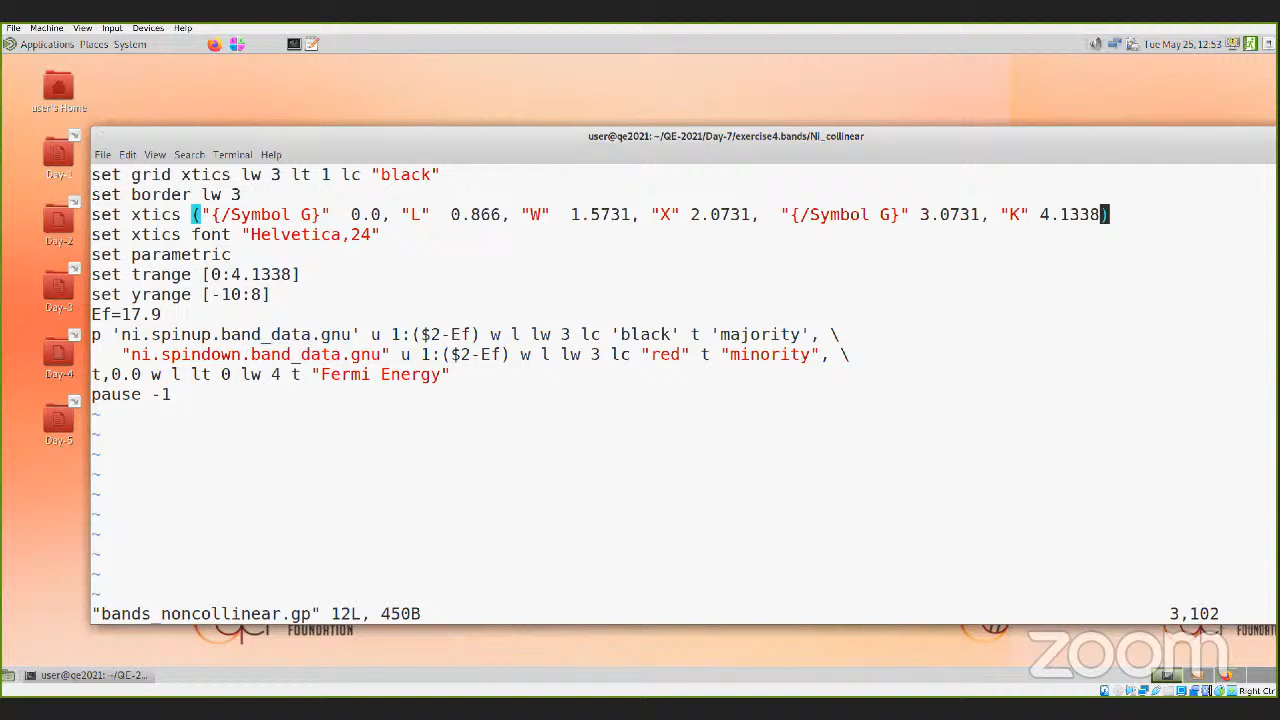 File Machine View Input Devices Help
Applications Places System
Tue May 25, 12:53
user's Home
Day-1
Day-2
Day-3
Day-4
Day-5
user@qe2021: ~/QE-2021/Day-7/exercise4.bands/Ni_collinear
File Edit View Search Terminal Help
set grid xtics lw 3 lt 1 lc "black"
set border lw 3
set xtics ("{/Symbol G}"  0.0, "L"  0.866, "W"  1.5731, "X" 2.0731,  "{/Symbol G}" 3.0731, "K" 4.1338)
set xtics font "Helvetica,24"
set parametric
set trange [0:4.1338]
set yrange [-10:8]
Ef=17.9
p 'ni.spinup.band_data.gnu' u 1:($2-Ef) w l lw 3 lc 'black' t 'majority', \
"ni.spindown.band_data.gnu" u 1:($2-Ef) w l lw 3 lc "red" t "minority", \
t,0.0 w l lt 0 lw 4 t "Fermi Energy"
pause -1
~
~
~
~
~
~
~
~
~
~
"bands_noncollinear.gp" 12L, 450B
3,102
FOUNDATION
zoom
user@qe2021: ~/QE-2...
Right Ctrl